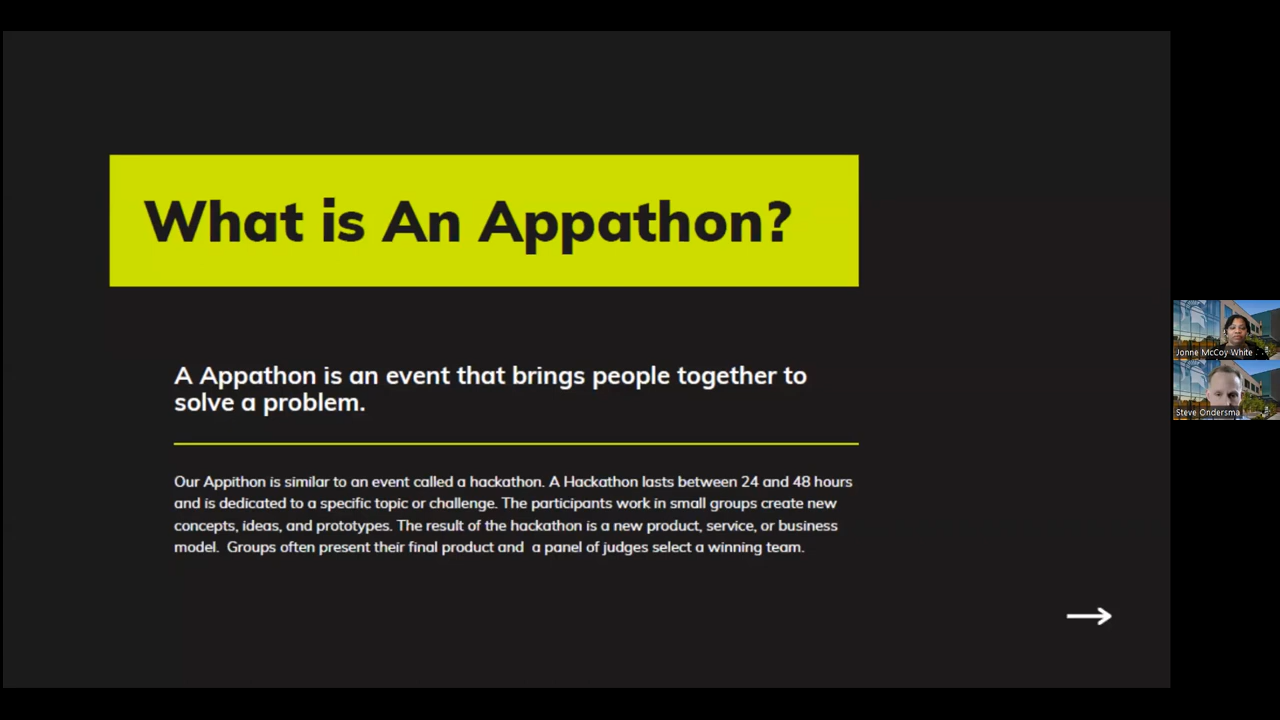 What is An Appathon?
A Appathon is an event that brings people together to
solve a problem.
Our Appithon is similar to an event called a hackathon. A Hackathon lasts between 24 and 48 hours
and is dedicated to a specific topic or challenge. The participants work in small groups create new
concepts, ideas, and prototypes. The result of the hackathon is a new product, service, or business
model. Groups often present their final product and a panel of judges select a winning team.
Jonne McCoy White
Steve Ondersma